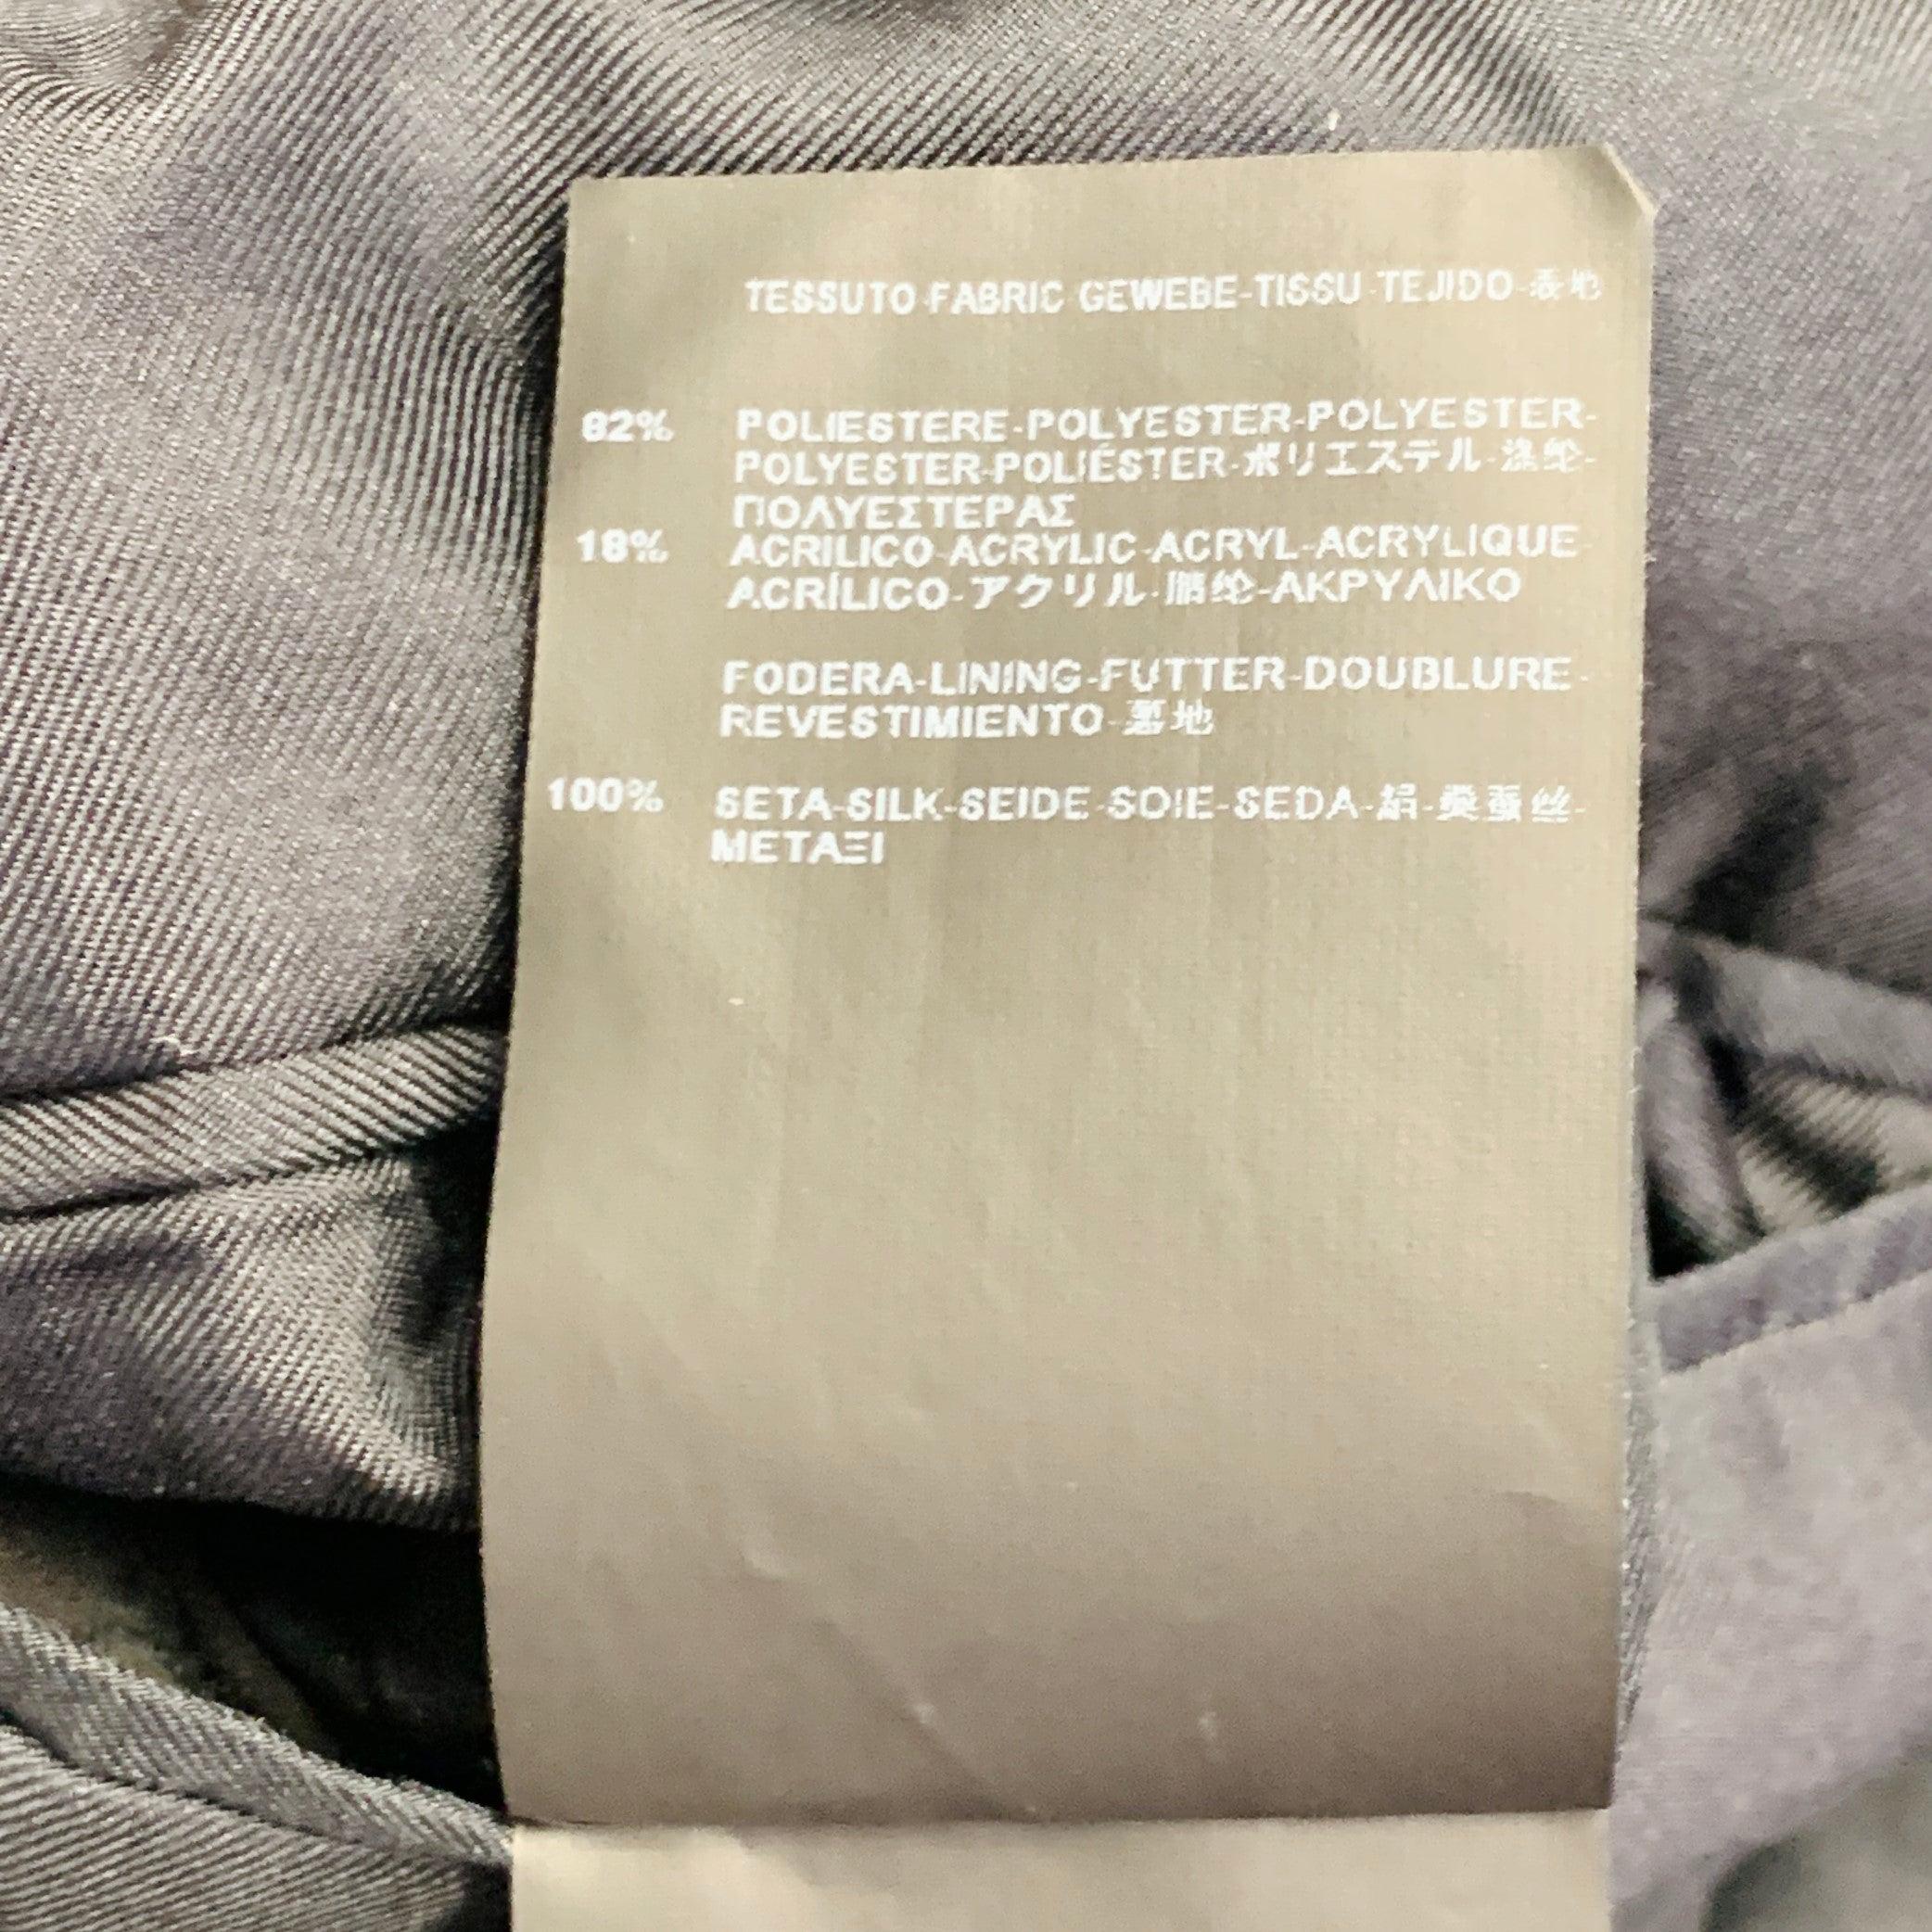 TESSUTO-FABRIC-GEWEBE-TISSU-TEJIDO-表地
82% POLIESTERE-POLYESTER-POLYESTER-
POLYESTER-POLIÉSTER-ポリエステル-涤纶-
ΠΟΛΥΕΣΤΕΡΑΣ
18% ACRILICO-ACRYLIC-ACRYL-ACRYLIQUE-
ACRÍLICO-アクリル-腈纶-ΑΚΡΥΛΙΚΟ
FODERA-LINING-FUTTER-DOUBLURE-
REVESTIMIENTO-裏地
100% SETA-SILK-SEIDE-SOIE-SEDA-絹-桑蚕丝-
ΜΕΤΑΞΙ